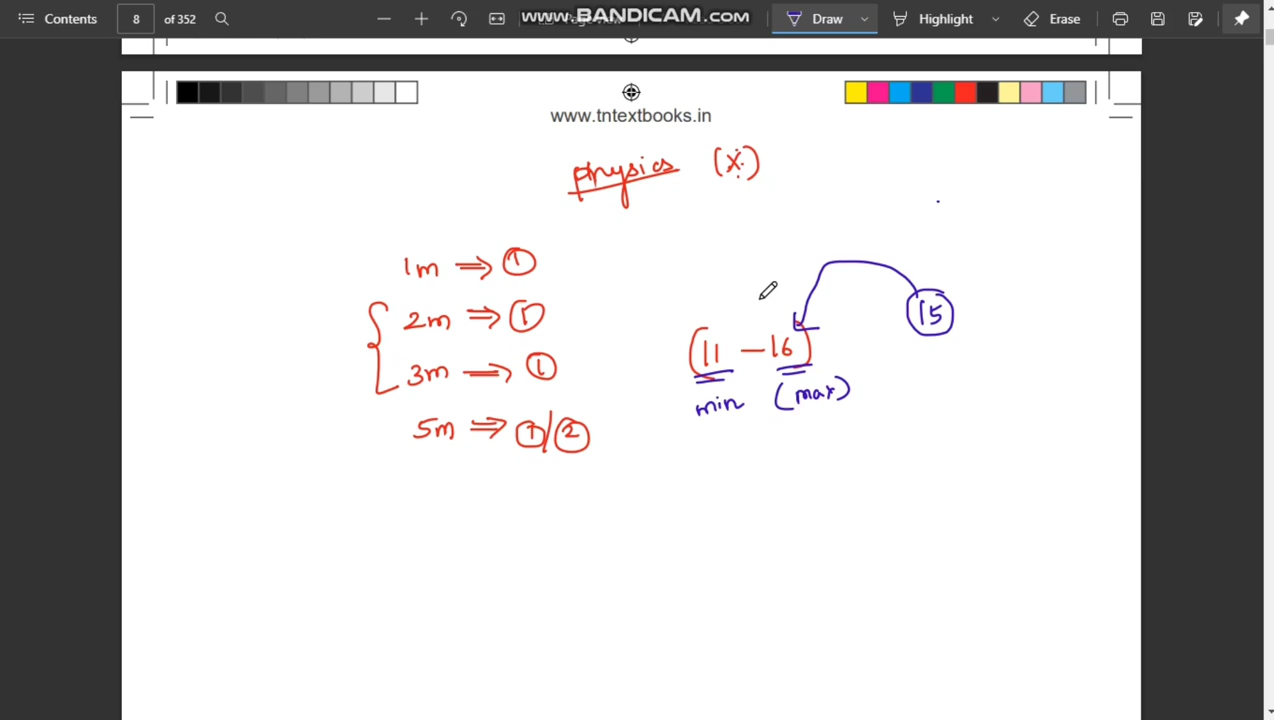 Contents 8 of 352 Draw Highlight Erase
www.BANDICAM.com
www.tntextbooks.in
physics (X)
1m ⇒ 1
2m ⇒ 1
3m ⇒ 1
5m ⇒ 1/2
(11 - 16)
15
min (max)